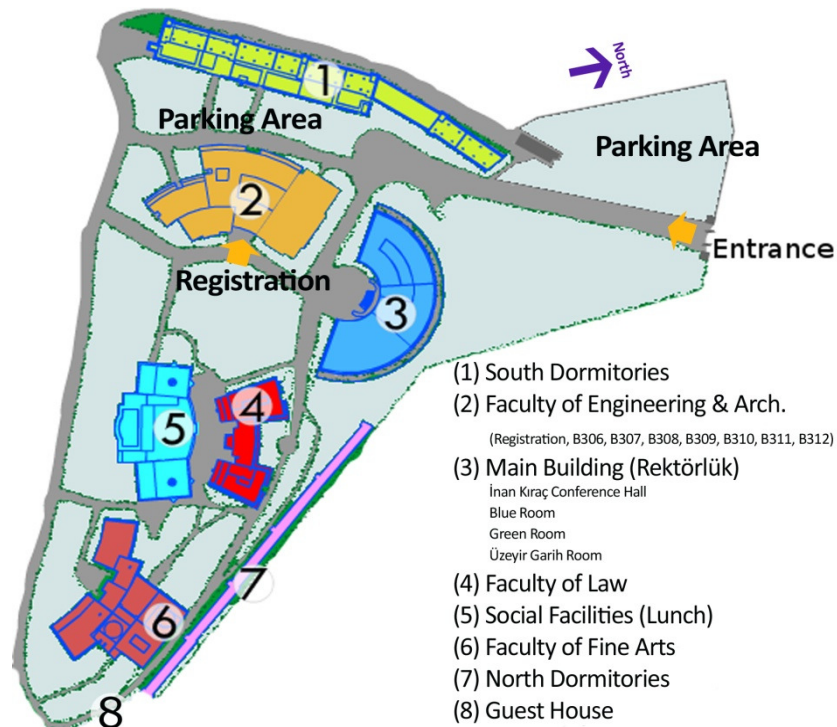 North
1
Parking Area
Parking Area
2
Entrance
Registration
3
4
5
6
7
8
(1) South Dormitories
(2) Faculty of Engineering & Arch.
(Registration, B306, B307, B308, B309, B310, B311, B312)
(3) Main Building (Rektörlük)
İnan Kıraç Conference Hall
Blue Room
Green Room
Üzeyir Garih Room
(4) Faculty of Law
(5) Social Facilities (Lunch)
(6) Faculty of Fine Arts
(7) North Dormitories
(8) Guest House